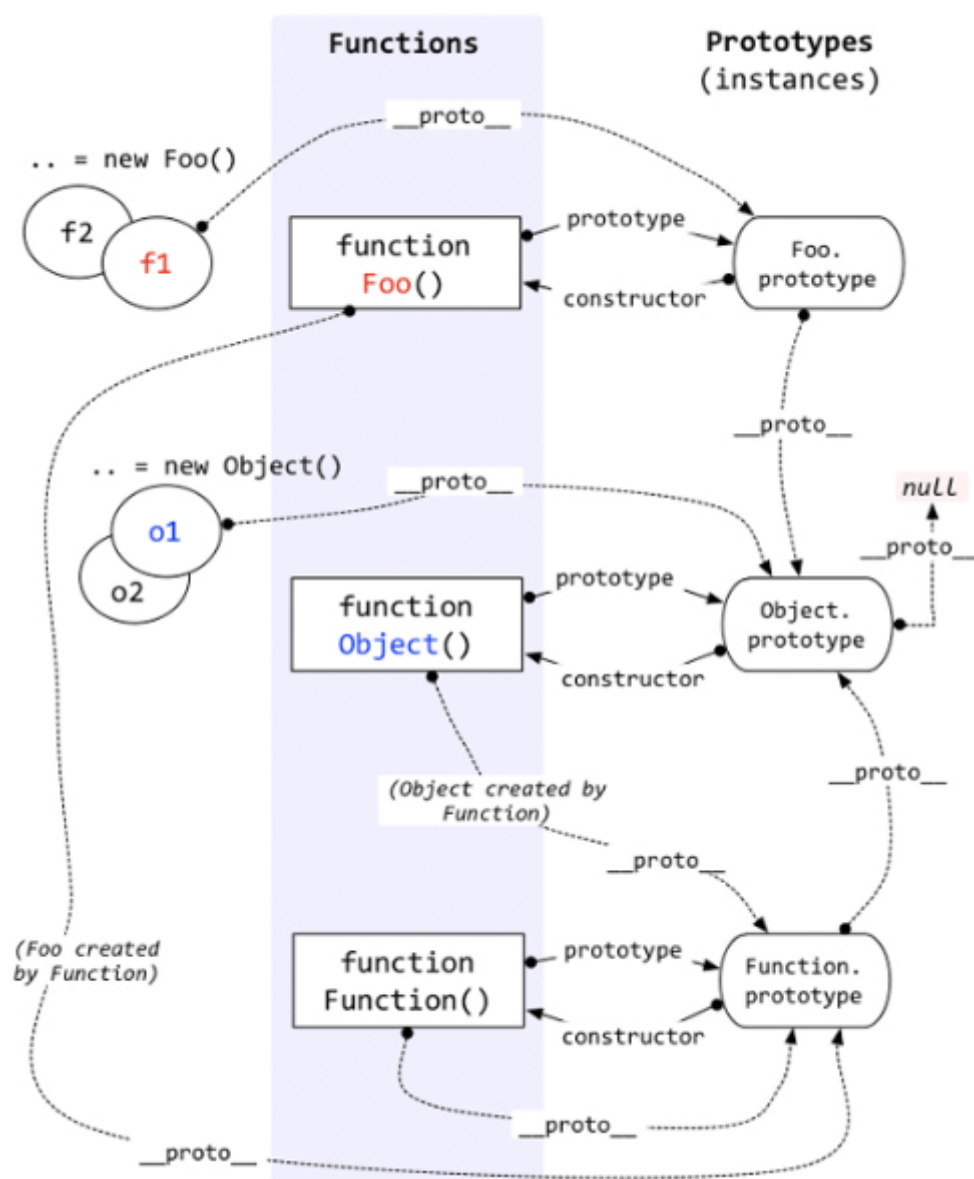 Functions
Prototypes
(instances)
__proto__
.. = new Foo()
f2
f1
function
Foo()
prototype
constructor
Foo.
prototype
__proto__
.. = new Object()
__proto__
null
__proto__
o1
o2
function
Object()
prototype
constructor
Object.
prototype
(Object created by
Function)
__proto__
__proto__
(Foo created
by Function)
function
Function()
prototype
constructor
Function.
prototype
__proto__
__proto__